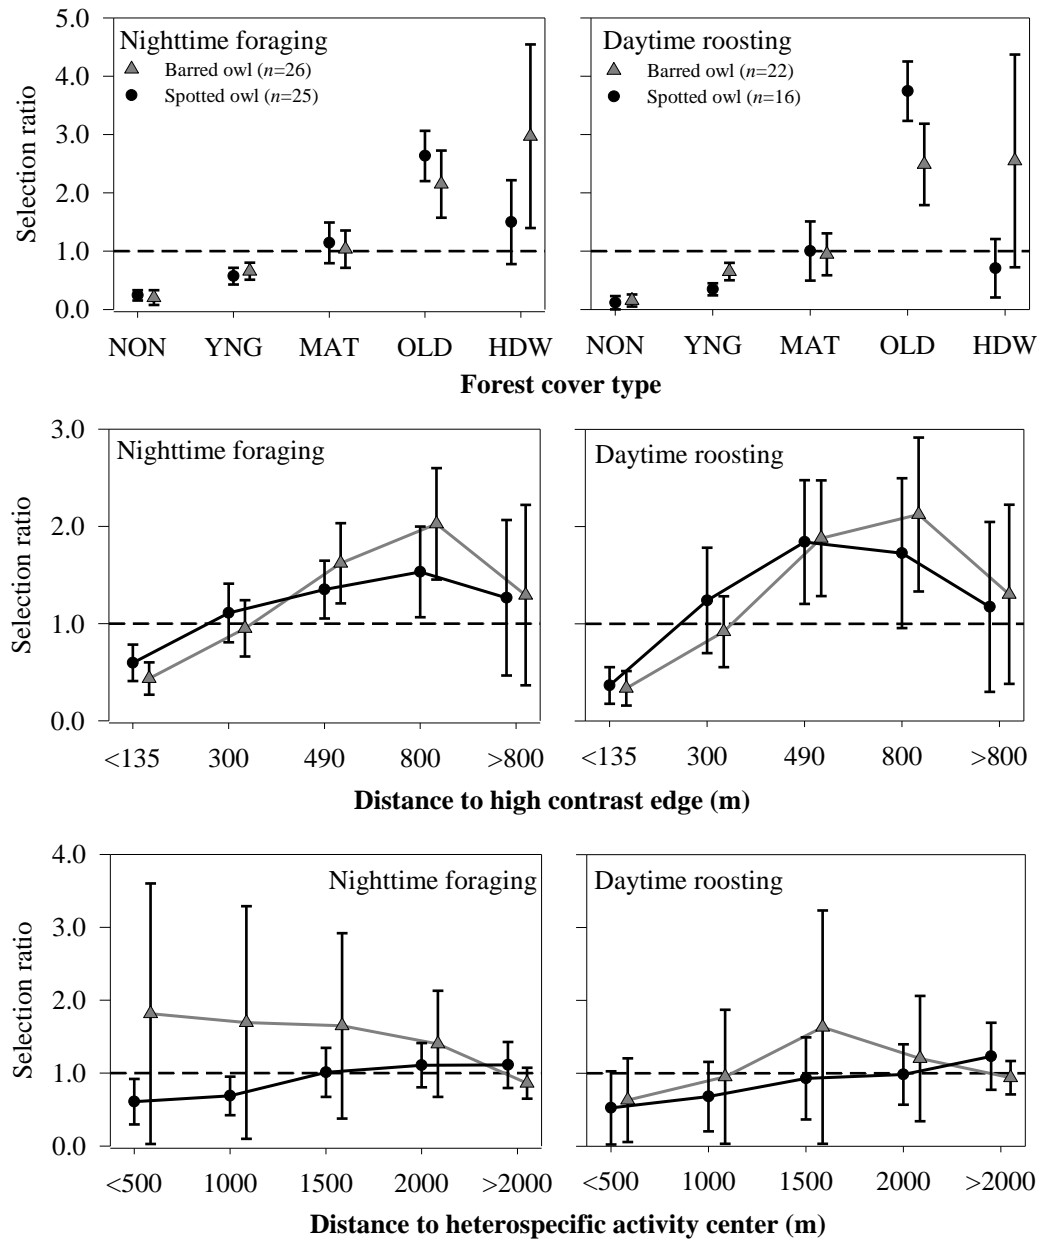 Nighttime foraging
Barred owl (n=26)
Spotted owl (n=25)
Daytime roosting
Barred owl (n=22)
Spotted owl (n=16)
Selection ratio
5.0
4.0
3.0
2.0
1.0
0.0
NON YNG MAT OLD HDW
NON YNG MAT OLD HDW
Forest cover type
Nighttime foraging
Daytime roosting
Selection ratio
3.0
2.0
1.0
0.0
<135 300 490 800 >800
<135 300 490 800 >800
Distance to high contrast edge (m)
Nighttime foraging
Daytime roosting
Selection ratio
4.0
3.0
2.0
1.0
0.0
<500 1000 1500 2000 >2000
<500 1000 1500 2000 >2000
Distance to heterospecific activity center (m)